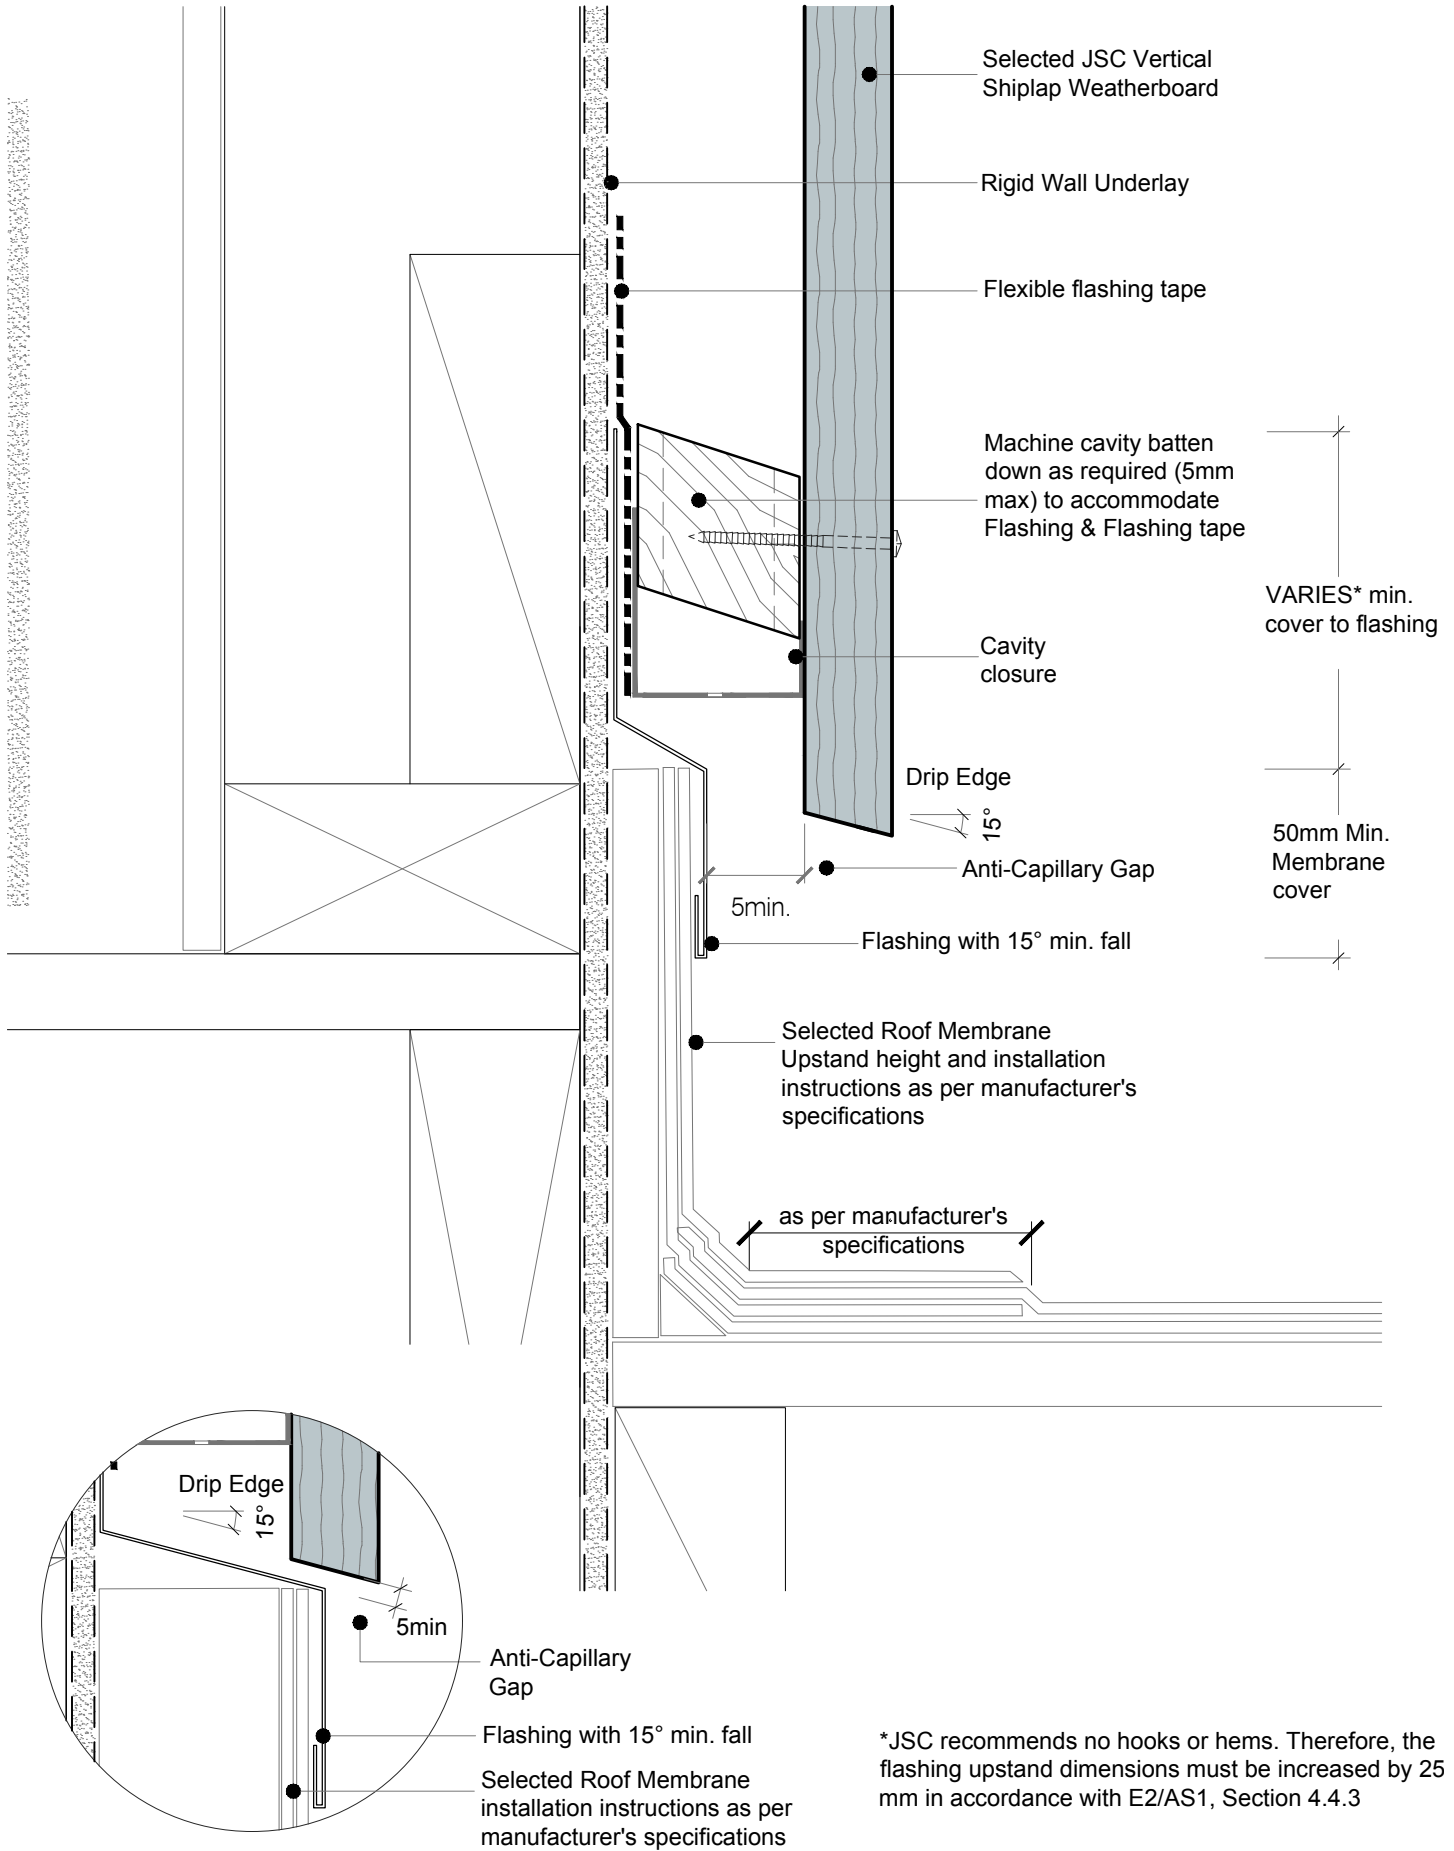 Selected JSC Vertical
Shiplap Weatherboard
Rigid Wall Underlay
Flexible flashing tape
Machine cavity batten
down as required (5mm
max) to accommodate
Flashing & Flashing tape
VARIES* min.
cover to flashing
Cavity
closure
Drip Edge
15°
50mm Min.
Membrane
cover
Anti-Capillary Gap
5min.
Flashing with 15° min. fall
Selected Roof Membrane
Upstand height and installation
instructions as per manufacturer's
specifications
as per manufacturer's
specifications
Drip Edge
15°
5min
Anti-Capillary
Gap
Flashing with 15° min. fall
Selected Roof Membrane
installation instructions as per
manufacturer's specifications
*JSC recommends no hooks or hems. Therefore, the
flashing upstand dimensions must be increased by 25
mm in accordance with E2/AS1, Section 4.4.3